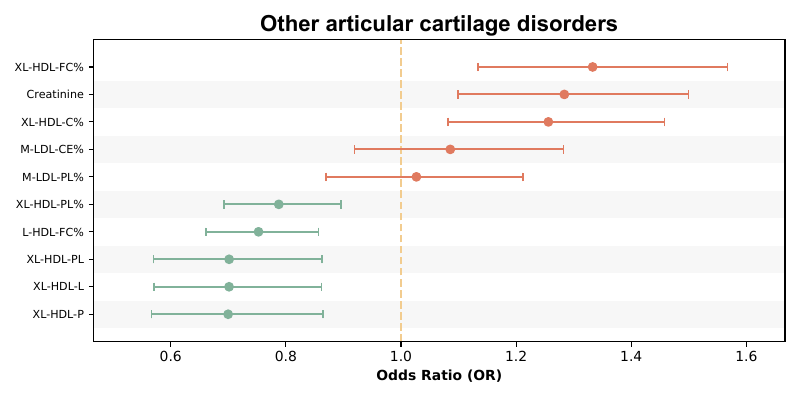 Other articular cartilage disorders
XL-HDL-FC%
Creatinine
XL-HDL-C%
M-LDL-CE%
M-LDL-PL%
XL-HDL-PL%
L-HDL-FC%
XL-HDL-PL
XL-HDL-L
XL-HDL-P
0.6 0.8 1.0 1.2 1.4 1.6
Odds Ratio (OR)